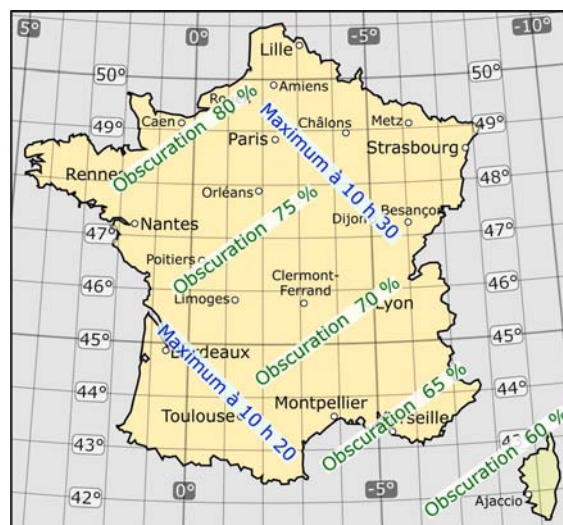 5° 0° -5° -10°
Lille
50° 50°
Amiens
Caen
Obscuration 80 %
Maximum à 10 h 30
Châlons
Metz
49° 49°
Paris
Strasbourg
48° 48°
Orléans
Nantes
Dijon
Besançon
47° 47°
Poitiers
Obscuration 75 %
46° 46°
Limoges
Clermont-
Ferrand
Obscuration 70 %
Lyon
45° 45°
Maximum à 10 h 20
Bordeaux
44° 44°
Toulouse
Montpellier
Marseille
Obscuration 65 %
43°
Obscuration 60 %
42° 42°
0° -5°
Ajaccio